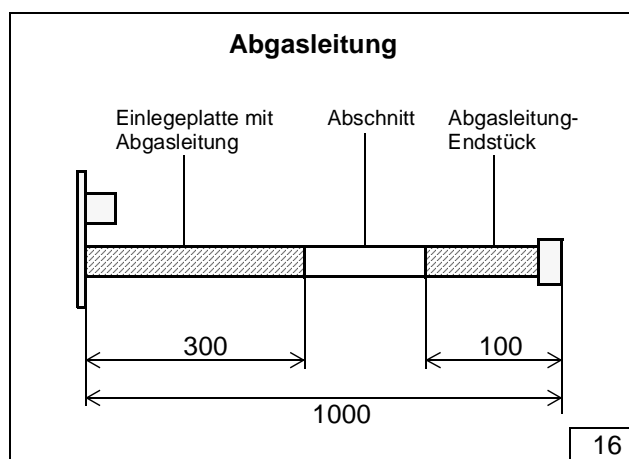 Abgasleitung
Einlegeplatte mit
Abgasleitung
Abschnitt
Abgasleitung-
Endstück
300
100
1000
16